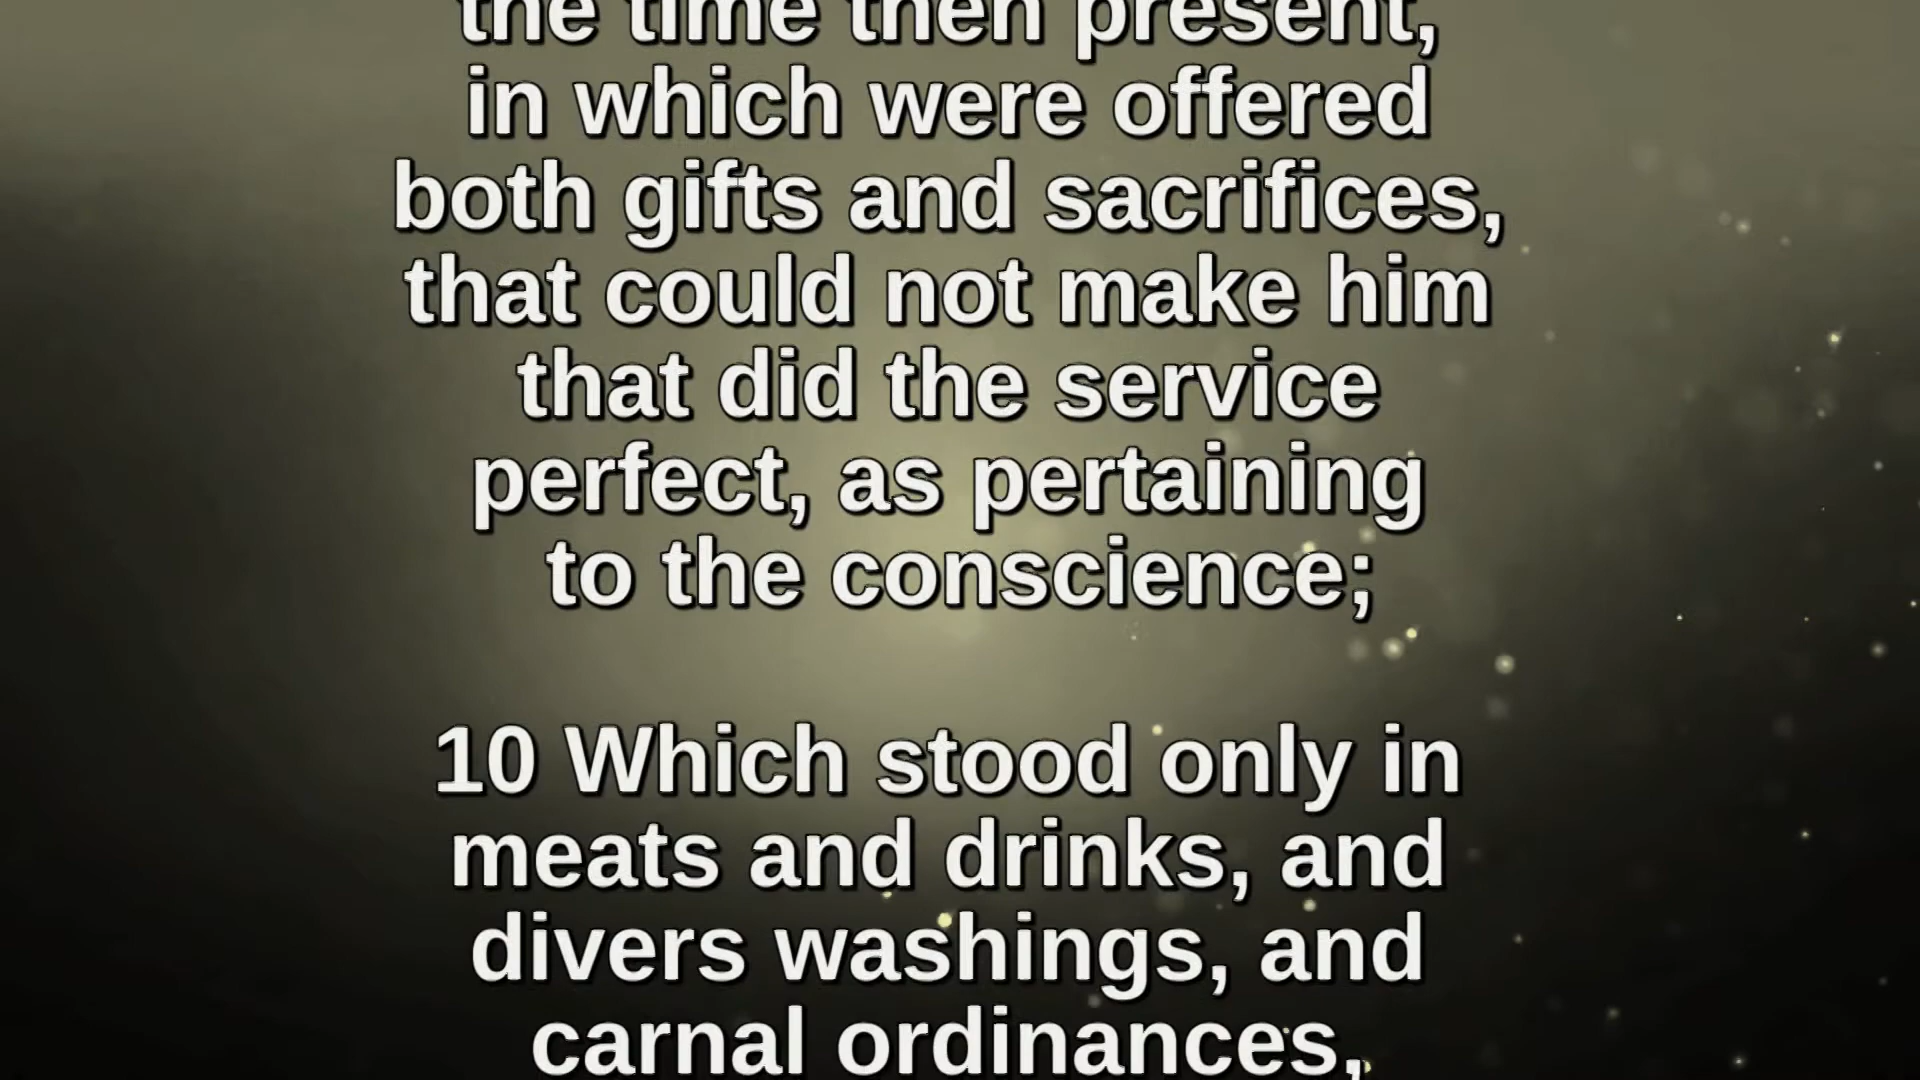 the time then present,
in which were offered
both gifts and sacrifices,
that could not make him
that did the service
perfect, as pertaining
to the conscience;
10 Which stood only in
meats and drinks, and
divers washings, and
carnal ordinances,